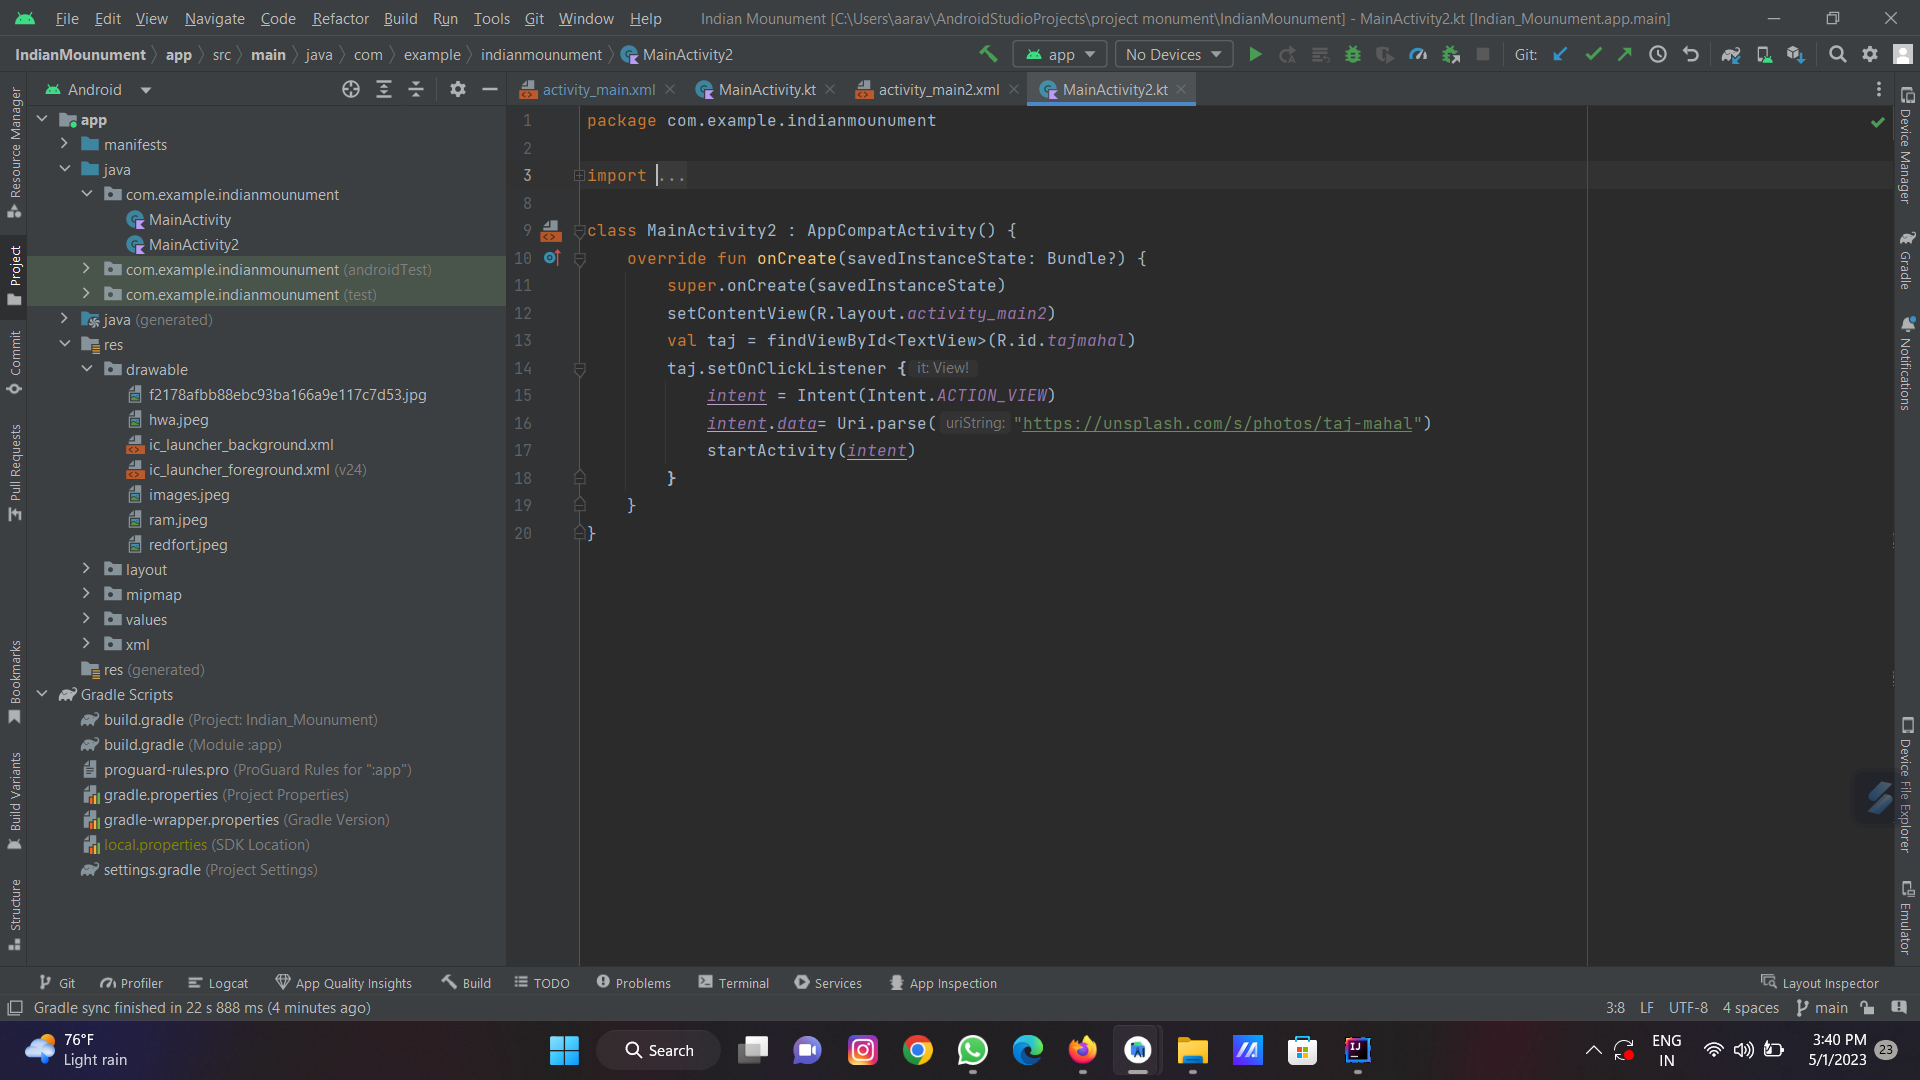 File Edit View Navigate Code Refactor Build Run Tools Git Window Help Indian Mounument [C:\Users\aarav\AndroidStudioProjects\project monument\IndianMounument] - MainActivity2.kt [Indian_Mounument.app.main]
IndianMounument app src main java com example indianmounument MainActivity2 app No Devices Git:
Android activity_main.xml MainActivity.kt activity_main2.xml MainActivity2.kt
Resource Manager
Project
Commit
Pull Requests
Bookmarks
Build Variants
Structure
app
manifests
java
com.example.indianmounument
MainActivity
MainActivity2
com.example.indianmounument (androidTest)
com.example.indianmounument (test)
java (generated)
res
drawable
f2178afbb88ebc93ba166a9e117c7d53.jpg
hwa.jpeg
ic_launcher_background.xml
ic_launcher_foreground.xml (v24)
images.jpeg
ram.jpeg
redfort.jpeg
layout
mipmap
values
xml
res (generated)
Gradle Scripts
build.gradle (Project: Indian_Mounument)
build.gradle (Module :app)
proguard-rules.pro (ProGuard Rules for ":app")
gradle.properties (Project Properties)
gradle-wrapper.properties (Gradle Version)
local.properties (SDK Location)
settings.gradle (Project Settings)
1 package com.example.indianmounument
2
3 import ...
8
9 class MainActivity2 : AppCompatActivity() {
10 override fun onCreate(savedInstanceState: Bundle?) {
11 super.onCreate(savedInstanceState)
12 setContentView(R.layout.activity_main2)
13 val taj = findViewById<TextView>(R.id.tajmahal)
14 taj.setOnClickListener { it: View!
15 intent = Intent(Intent.ACTION_VIEW)
16 intent.data= Uri.parse( uriString: "https://unsplash.com/s/photos/taj-mahal")
17 startActivity(intent)
18 }
19 }
20 }
Device Manager
Gradle
Notifications
Device File Explorer
Emulator
Git Profiler Logcat App Quality Insights Build TODO Problems Terminal Services App Inspection Layout Inspector
Gradle sync finished in 22 s 888 ms (4 minutes ago) 3:8 LF UTF-8 4 spaces main
76°F
Light rain
Search
ENG
IN
3:40 PM
5/1/2023
23